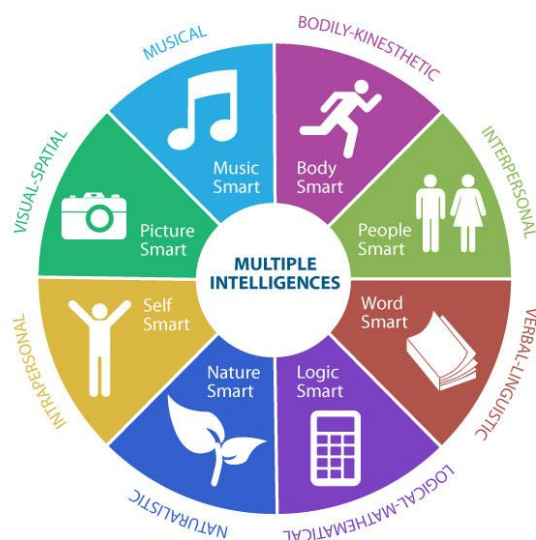 MUSICAL
BODILY-KINESTHETIC
VISUAL-SPATIAL
INTERPERSONAL
Music
Smart
Body
Smart
Picture
Smart
People
Smart
MULTIPLE
INTELLIGENCES
Self
Smart
Word
Smart
Nature
Smart
Logic
Smart
INTRAPERSONAL
VERBAL-LINGUISTIC
NATURALISTIC
LOGICAL-MATHEMATICAL